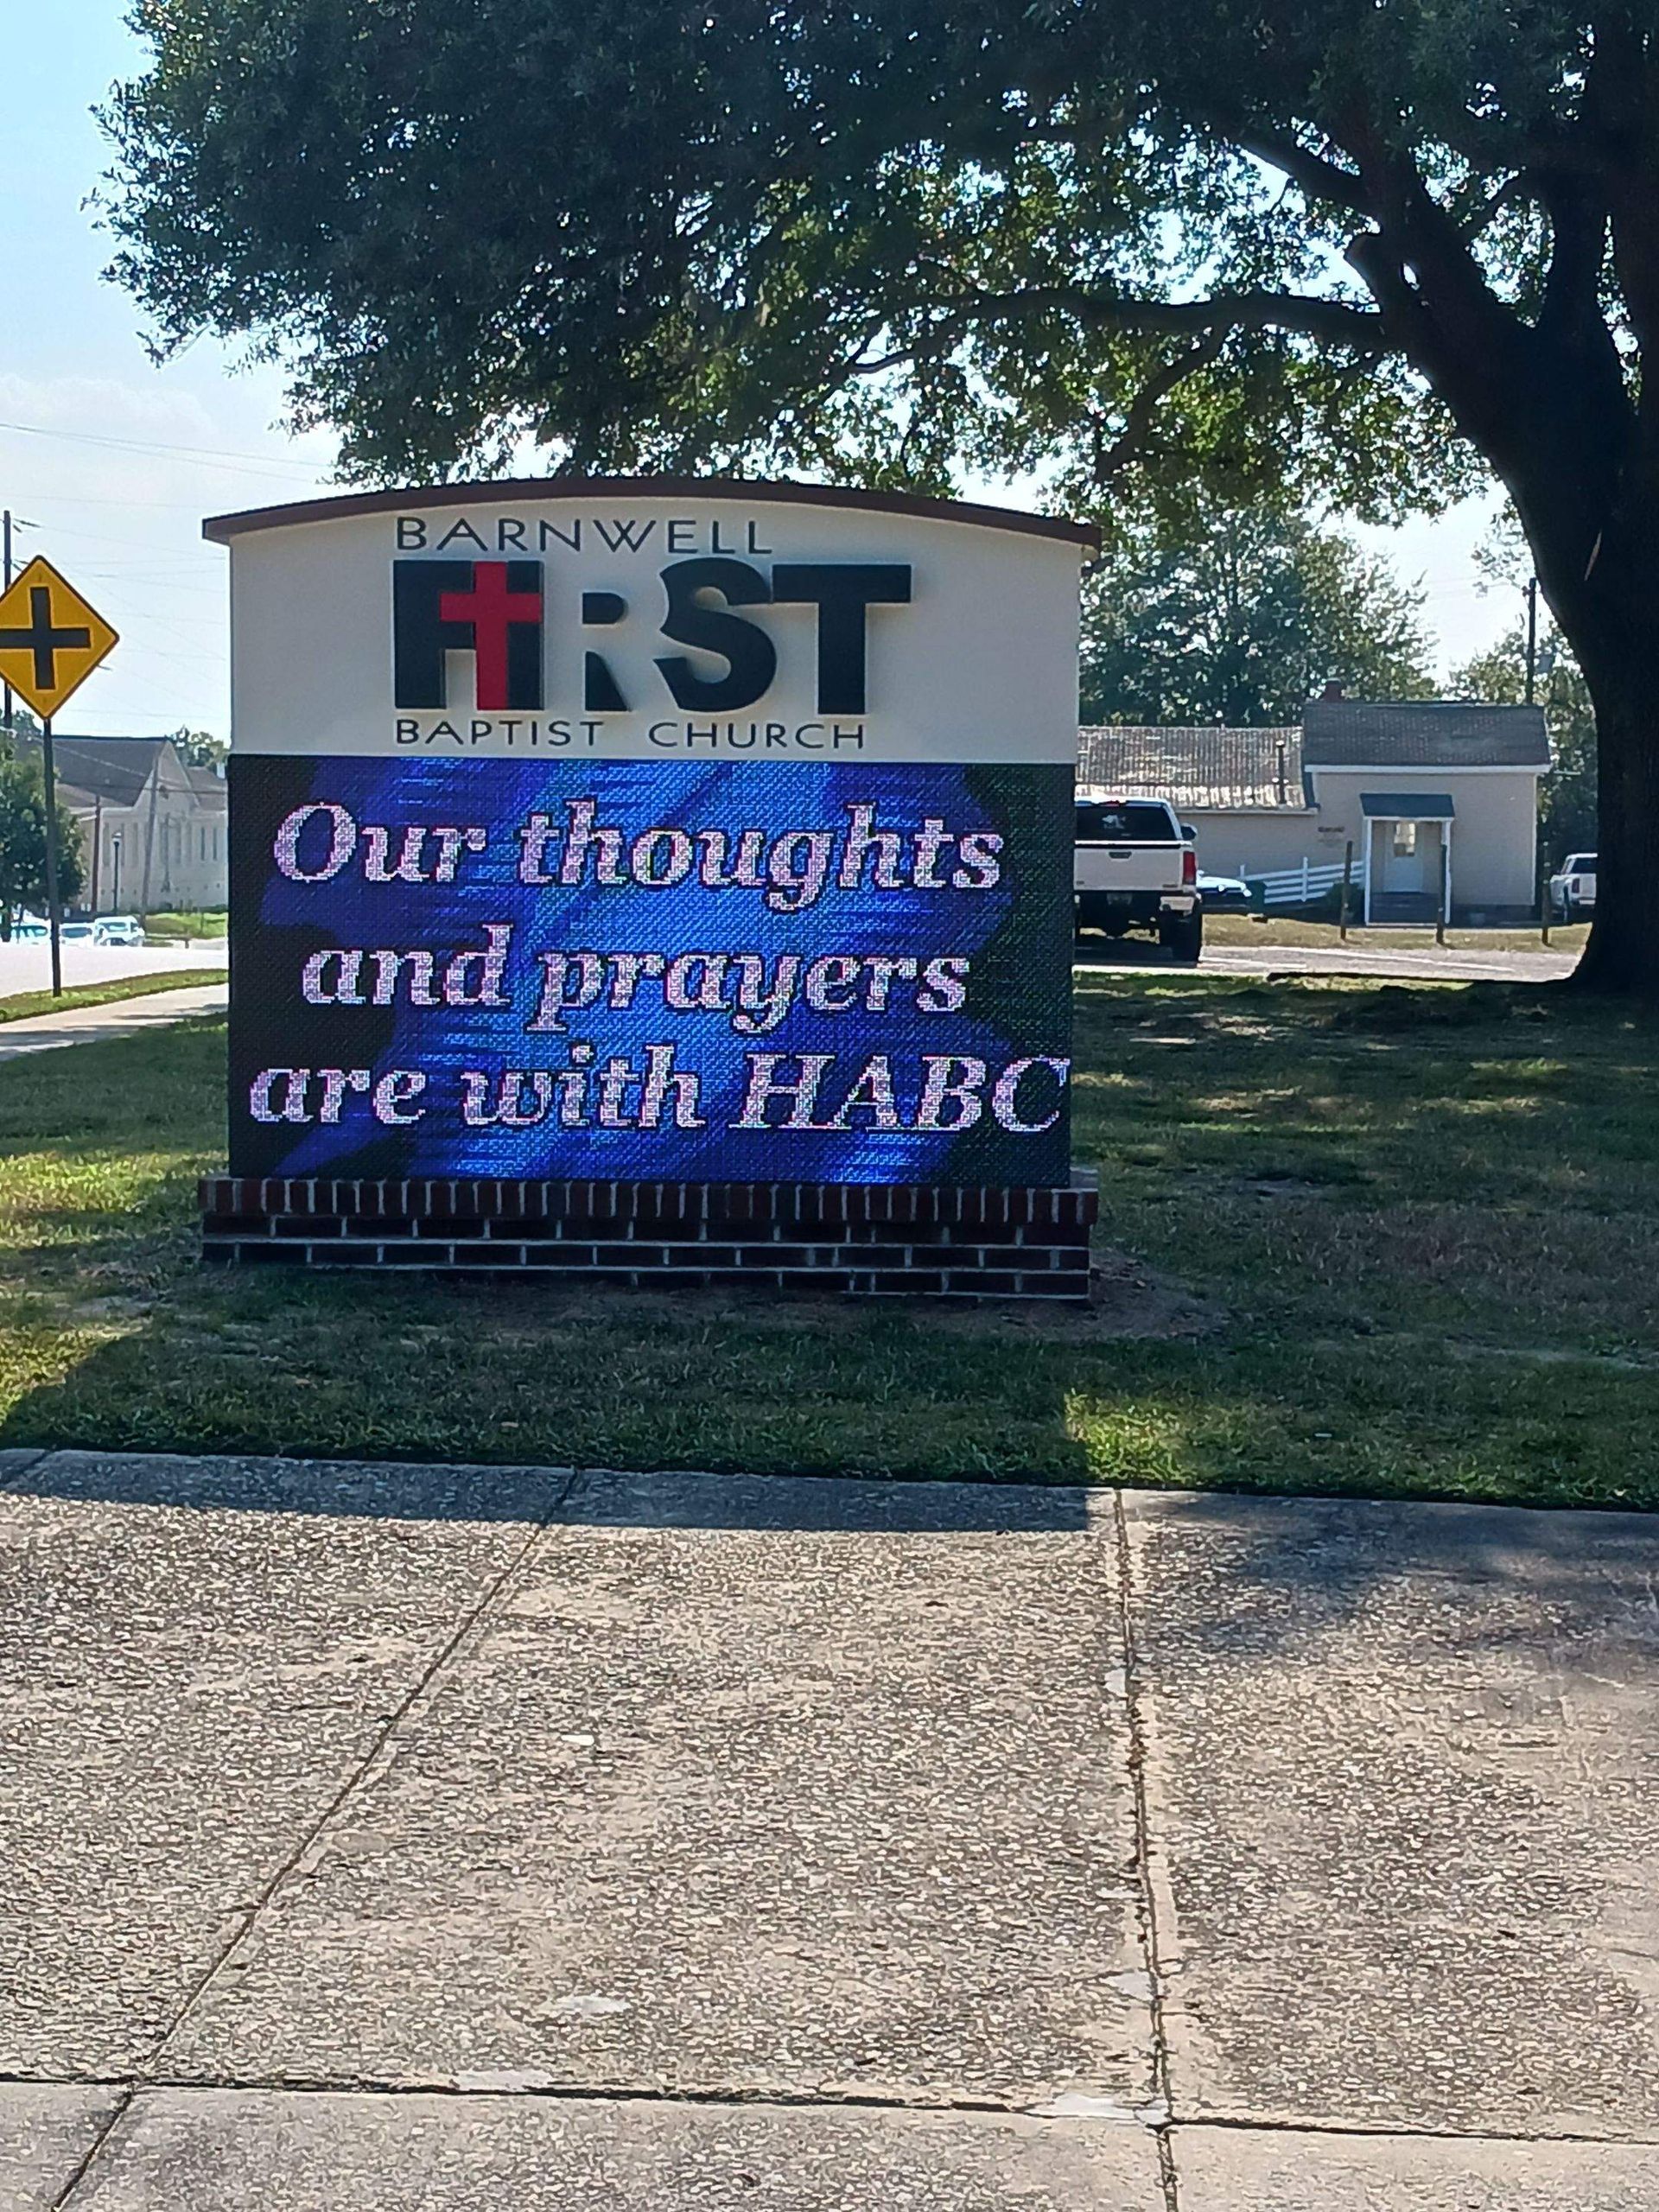 BARNWELL
FIRST
BAPTIST CHURCH
Our thoughts
and prayers
are with HABC